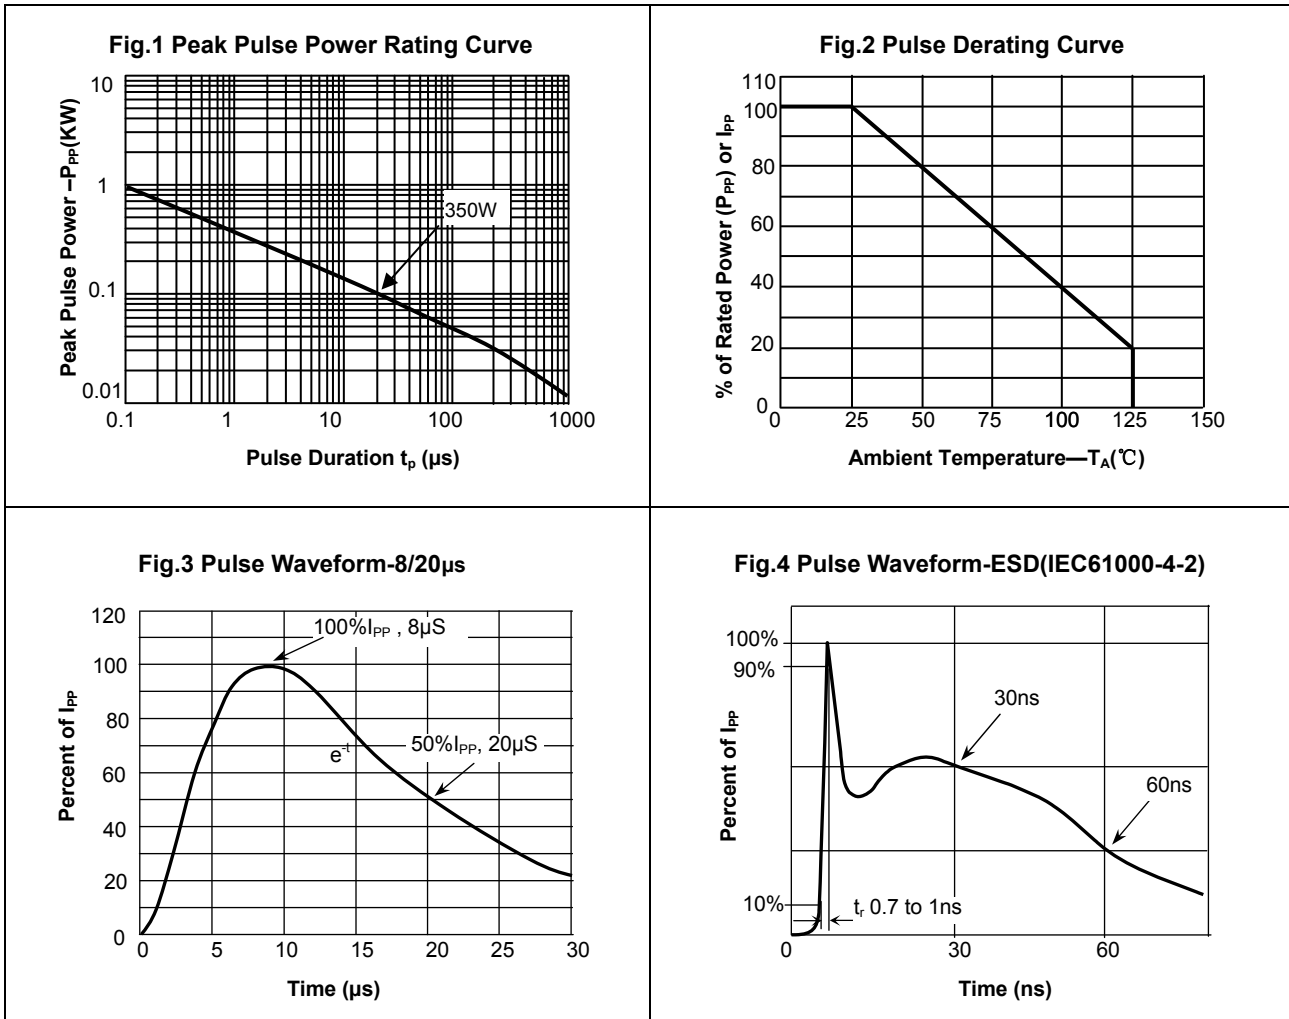 Fig.1 Peak Pulse Power Rating Curve
Peak Pulse Power –PPP(KW)
10
1
0.1
0.01
350W
0.1
1
10
100
1000
Pulse Duration tp (µs)
Fig.2 Pulse Derating Curve
% of Rated Power (PPP) or IPP
110
100
80
60
40
20
0
0
25
50
75
100
125
150
Ambient Temperature—TA(℃)
Fig.3 Pulse Waveform-8/20µs
Percent of IPP
120
100
80
60
40
20
0
100%IPP , 8µS
e-t
50%IPP, 20µS
0
5
10
15
20
25
30
Time (µs)
Fig.4 Pulse Waveform-ESD(IEC61000-4-2)
Percent of IPP
100%
90%
10%
30ns
60ns
tr 0.7 to 1ns
0
30
60
Time (ns)